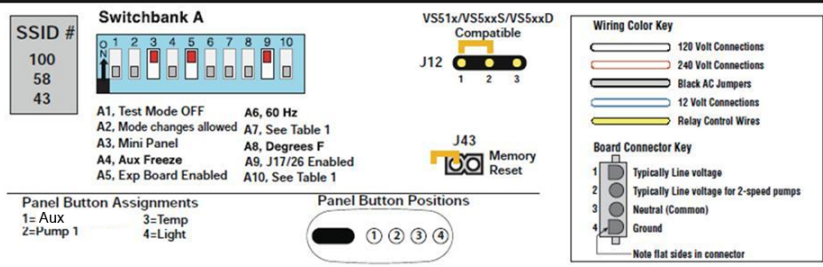 SSID #
100
58
43
Switchbank A
ON
1 2 3 4 5 6 7 8 9 10
A1, Test Mode OFF
A2, Mode changes allowed
A3, Mini Panel
A4, Aux Freeze
A5, Exp Board Enabled
A6, 60 Hz
A7, See Table 1
A8, Degrees F
A9, J17/26 Enabled
A10, See Table 1
VS51x/VS5xxS/VS5xxD
Compatible
J12
1 2 3
J43
Memory
Reset
Panel Button Assignments
1= Aux
2=Pump 1
3=Temp
4=Light
Panel Button Positions
1 2 3 4
Wiring Color Key
120 Volt Connections
240 Volt Connections
Black AC Jumpers
12 Volt Connections
Relay Control Wires
Board Connector Key
1 Typically Line voltage
2 Typically Line voltage for 2-speed pumps
3 Neutral (Common)
4 Ground
Note flat sides in connector